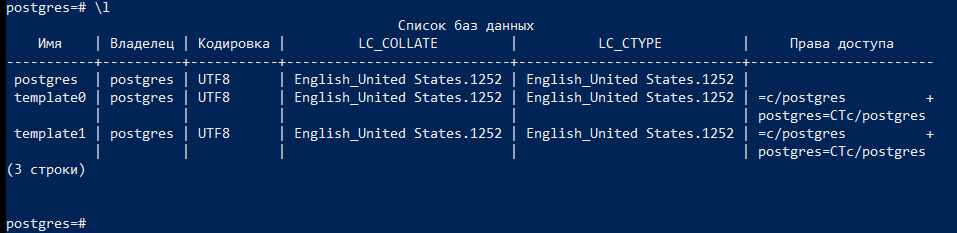 postgres=# \l
                                                 Список баз данных
    Имя    | Владелец | Кодировка |         LC_COLLATE         |          LC_CTYPE          |     Права доступа
-----------+----------+-----------+----------------------------+----------------------------+-----------------------
 postgres  | postgres | UTF8      | English_United States.1252 | English_United States.1252 |
 template0 | postgres | UTF8      | English_United States.1252 | English_United States.1252 | =c/postgres          +
           |          |           |                            |                            | postgres=CTc/postgres
 template1 | postgres | UTF8      | English_United States.1252 | English_United States.1252 | =c/postgres          +
           |          |           |                            |                            | postgres=CTc/postgres
(3 строки)
postgres=#